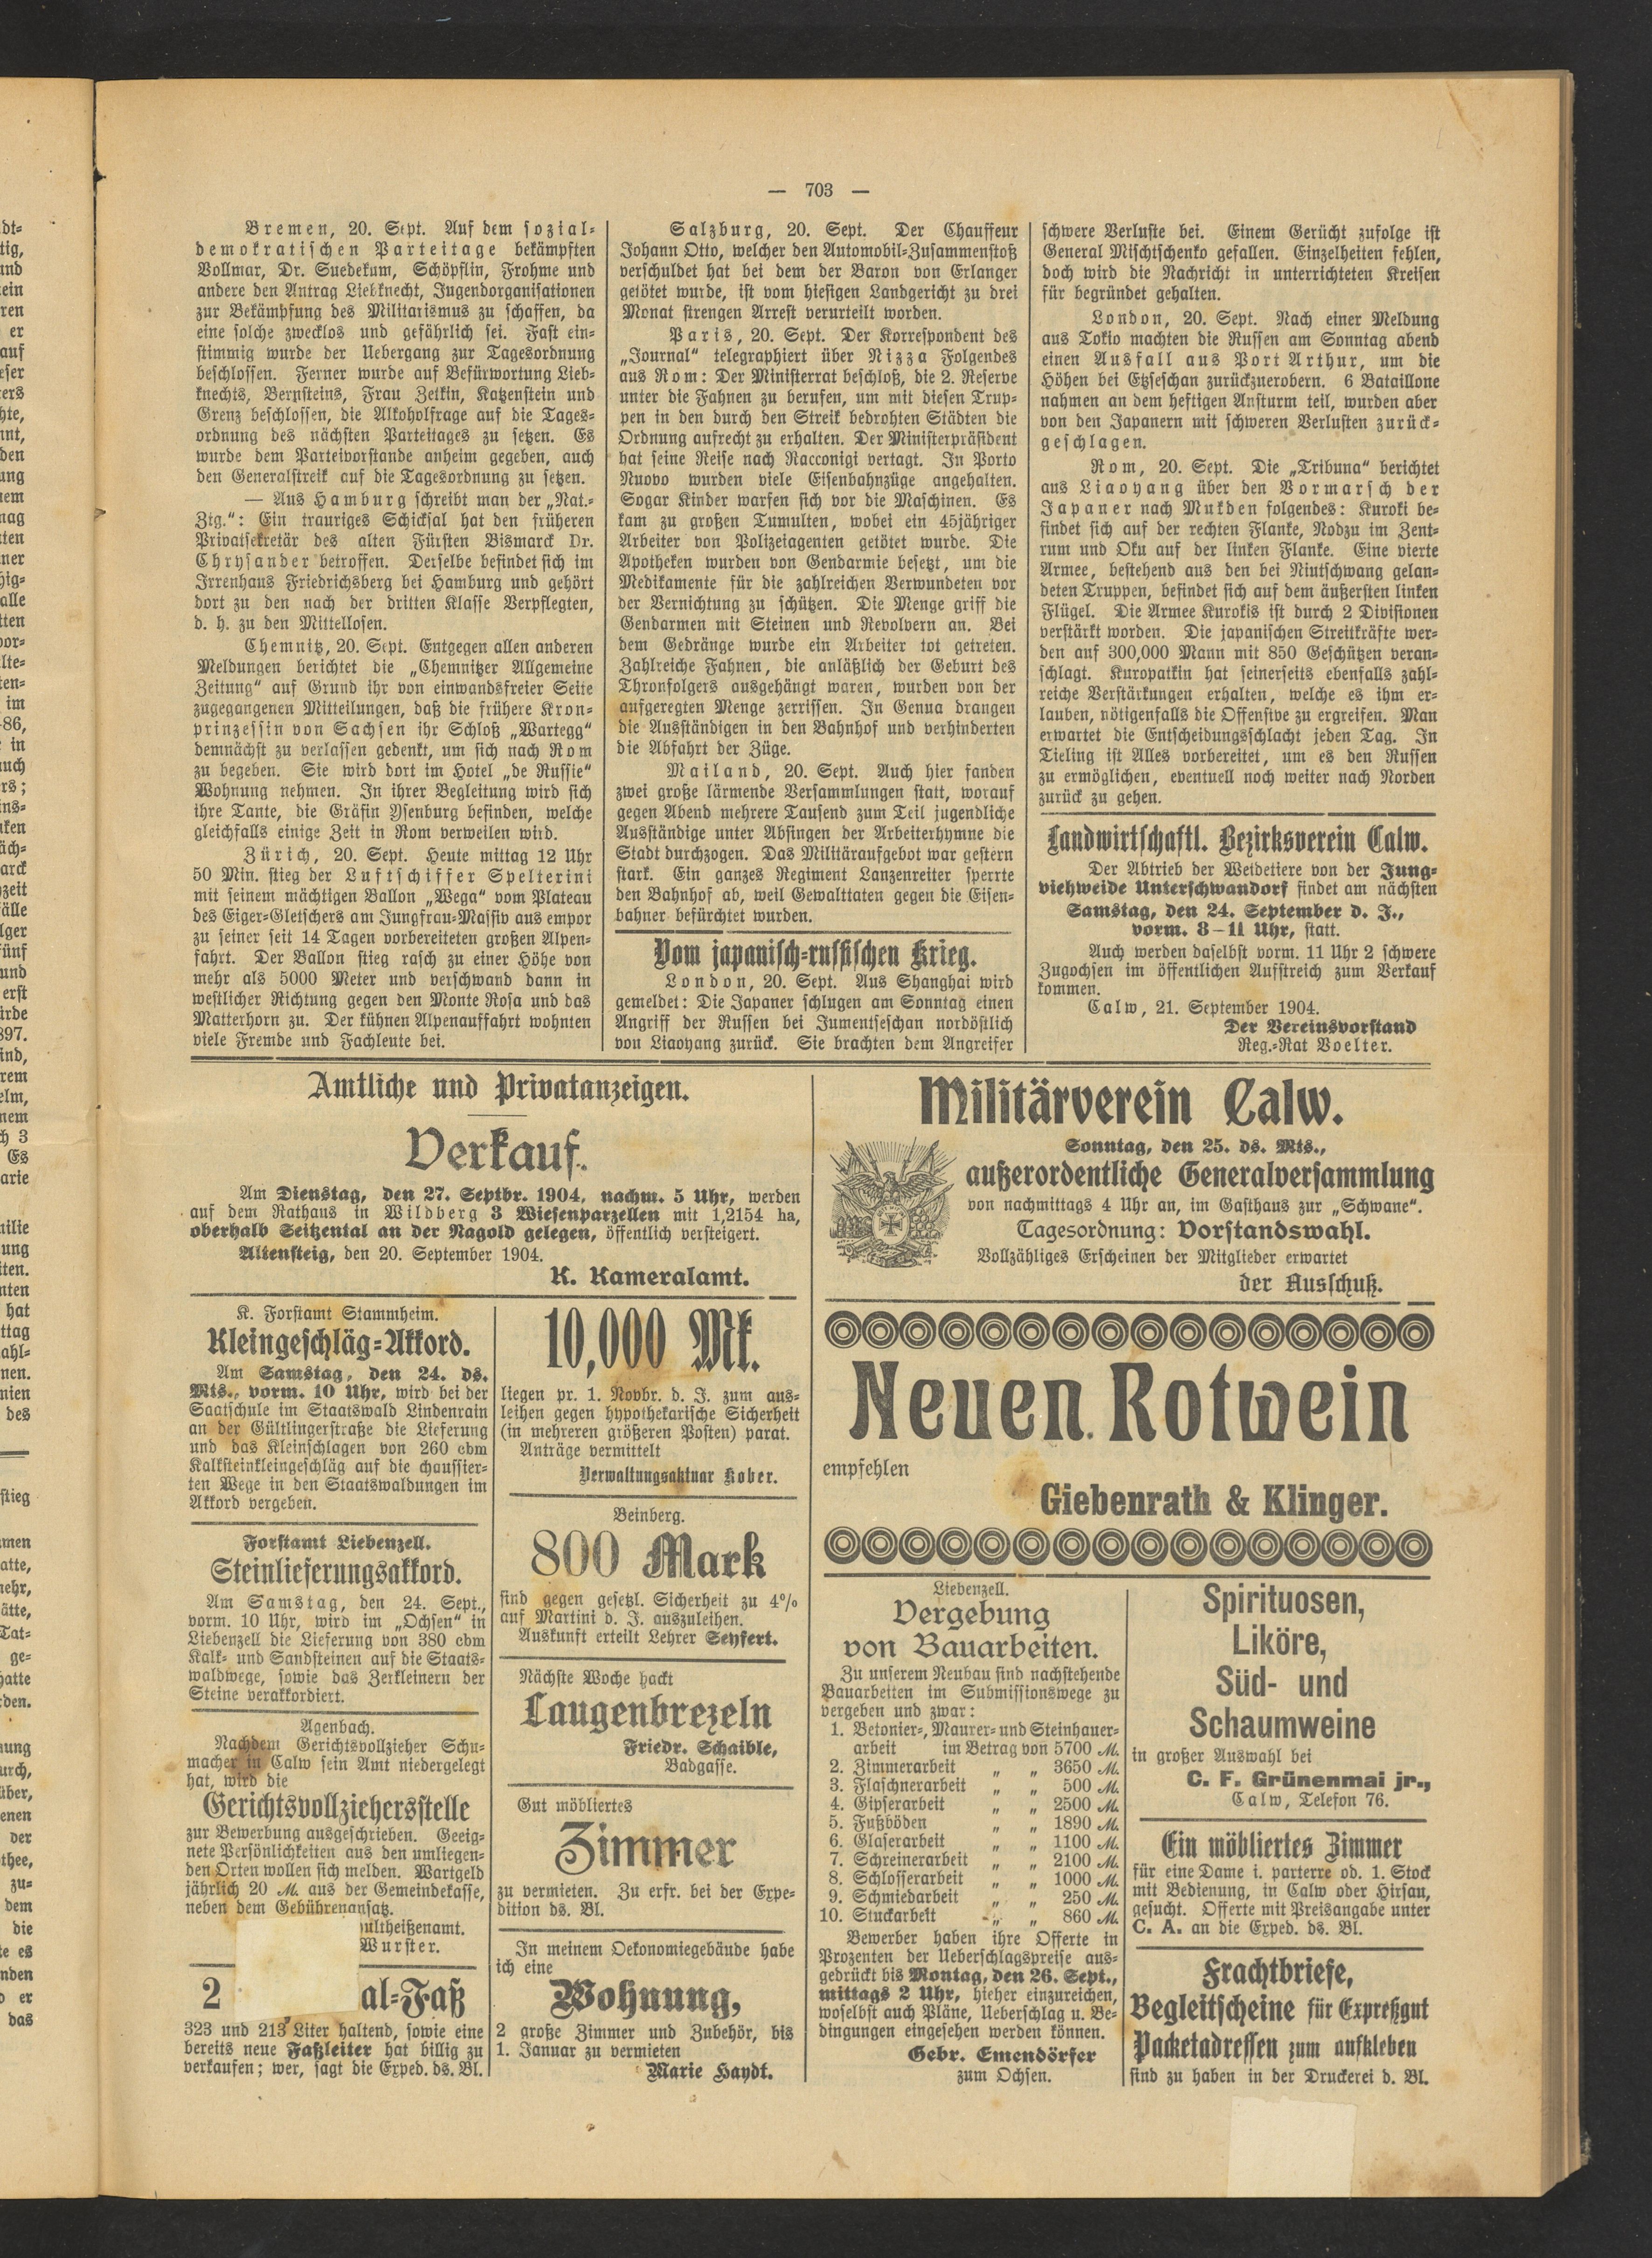 — 703 —
Bremen, 20. Sept. Auf dem sozial-
demokratischen Parteitage bekämpften
Vollmar, Dr. Suedekum, Schöpflin, Frohme und
andere den Antrag Liebknecht, Jugendorganisationen
zur Bekämpfung des Militarismus zu schaffen, da
eine solche zwecklos und gefährlich sei. Fast ein-
stimmig wurde der Uebergang zur Tagesordnung
beschlossen. Ferner wurde auf Befürwortung Lieb-
knechts, Bernsteins, Frau Zetkin, Katzenstein und
Grenz beschlossen, die Alkoholfrage auf die Tages-
ordnung des nächsten Parteitages zu setzen. Es
wurde dem Parteivorstande anheim gegeben, auch
den Generalstreik auf die Tagesordnung zu setzen.
— Aus Hamburg schreibt man der „Nat.-
Ztg.“: Ein trauriges Schicksal hat den früheren
Privatsekretär des alten Fürsten Bismarck Dr.
Chrysander betroffen. Derselbe befindet sich im
Irrenhaus Friedrichsberg bei Hamburg und gehört
dort zu den nach der dritten Klasse Verpflegten,
d. h. zu den Mittellosen.
Chemnitz, 20. Sept. Entgegen allen anderen
Meldungen berichtet die „Chemnitzer Allgemeine
Zeitung“ auf Grund ihr von einwandsfreier Seite
zugegangenen Mitteilungen, daß die frühere Kron-
prinzessin von Sachsen ihr Schloß „Wartegg“
demnächst zu verlassen gedenkt, um sich nach Rom
zu begeben. Sie wird dort im Hotel „de Russie“
Wohnung nehmen. In ihrer Begleitung wird sich
ihre Tante, die Gräfin Ysenburg befinden, welche
gleichfalls einige Zeit in Rom verweilen wird.
Zürich, 20. Sept. Heute mittag 12 Uhr
50 Min. stieg der Luftschiffer Spelterini
mit seinem mächtigen Ballon „Wega“ vom Plateau
des Eiger-Gletschers am Jungfrau-Massiv aus empor
zu seiner seit 14 Tagen vorbereiteten großen Alpen-
fahrt. Der Ballon stieg rasch zu einer Höhe von
mehr als 5000 Meter und verschwand dann in
westlicher Richtung gegen den Monte Rosa und das
Matterhorn zu. Der kühnen Alpenauffahrt wohnten
viele Fremde und Fachleute bei.
Salzburg, 20. Sept. Der Chauffeur
Johann Otto, welcher den Automobil-Zusammenstoß
verschuldet hat bei dem der Baron von Erlanger
getötet wurde, ist vom hiesigen Landgericht zu drei
Monat strengen Arrest verurteilt worden.
Paris, 20. Sept. Der Korrespondent des
„Journal“ telegraphiert über Nizza Folgendes
aus Rom: Der Ministerrat beschloß, die 2. Reserve
unter die Fahnen zu berufen, um mit diesen Trup-
pen in den durch den Streik bedrohten Städten die
Ordnung aufrecht zu erhalten. Der Ministerpräsident
hat seine Reise nach Racconigi vertagt. In Porto
Nuovo wurden viele Eisenbahnzüge angehalten.
Sogar Kinder warfen sich vor die Maschinen. Es
kam zu großen Tumulten, wobei ein 45jähriger
Arbeiter von Polizeiagenten getötet wurde. Die
Apotheken wurden von Gendarmie besetzt, um die
Medikamente für die zahlreichen Verwundeten vor
der Vernichtung zu schützen. Die Menge griff die
Gendarmen mit Steinen und Revolvern an. Bei
dem Gedränge wurde ein Arbeiter tot getreten.
Zahlreiche Fahnen, die anläßlich der Geburt des
Thronfolgers ausgehängt waren, wurden von der
aufgeregten Menge zerrissen. In Genua drangen
die Ausständigen in den Bahnhof und verhinderten
die Abfahrt der Züge.
Mailand, 20. Sept. Auch hier fanden
zwei große lärmende Versammlungen statt, worauf
gegen Abend mehrere Tausend zum Teil jugendliche
Ausständige unter Absingen der Arbeiterhymne die
Stadt durchzogen. Das Militäraufgebot war gestern
stark. Ein ganzes Regiment Lanzenreiter sperrte
den Bahnhof ab, weil Gewalttaten gegen die Eisen-
bahner befürchtet wurden.
Vom japanisch-russischen Krieg.
London, 20. Sept. Aus Shanghai wird
gemeldet: Die Japaner schlugen am Sonntag einen
Angriff der Russen bei Jumentseschan nordöstlich
von Liaoyang zurück. Sie brachten dem Angreifer
schwere Verluste bei. Einem Gerücht zufolge ist
General Mischtschenko gefallen. Einzelheiten fehlen,
doch wird die Nachricht in unterrichteten Kreisen
für begründet gehalten.
London, 20. Sept. Nach einer Meldung
aus Tokio machten die Russen am Sonntag abend
einen Ausfall aus Port Arthur, um die
Höhen bei Etseschan zurückzuerobern. 6 Bataillone
nahmen an dem heftigen Ansturm teil, wurden aber
von den Japanern mit schweren Verlusten zurück-
geschlagen.
Rom, 20. Sept. Die „Tribuna“ berichtet
aus Liaoyang über den Vormarsch der
Japaner nach Mukden folgendes: Kuroki be-
findet sich auf der rechten Flanke, Nodzu im Zent-
rum und Oku auf der linken Flanke. Eine vierte
Armee, bestehend aus den bei Niutschwang gelan-
deten Truppen, befindet sich auf dem äußersten linken
Flügel. Die Armee Kurokis ist durch 2 Divisionen
verstärkt worden. Die japanischen Streitkräfte wer-
den auf 300,000 Mann mit 850 Geschützen veran-
schlagt. Kuropatkin hat seinerseits ebenfalls zahl-
reiche Verstärkungen erhalten, welche es ihm er-
lauben, nötigenfalls die Offensive zu ergreifen. Man
erwartet die Entscheidungsschlacht jeden Tag. In
Tieling ist Alles vorbereitet, um es den Russen
zu ermöglichen, eventuell noch weiter nach Norden
zurück zu gehen.
Landwirtschaftl. Bezirksverein Calw.
Der Abtrieb der Weidetiere von der Jung-
viehweide Unterschwandorf findet am nächsten
Samstag, den 24. September d. J.,
vorm. 8–11 Uhr, statt.
Auch werden daselbst vorm. 11 Uhr 2 schwere
Zugochsen im öffentlichen Aufstreich zum Verkauf
kommen.
Calw, 21. September 1904.
Der Vereinsvorstand
Reg.-Rat Voelter.
Amtliche und Privatanzeigen.
Verkauf.
Am Dienstag, den 27. Septbr. 1904, nachm. 5 Uhr, werden
auf dem Rathaus in Wildberg 3 Wiesenparzellen mit 1,2154 ha,
oberhalb Seitzental an der Nagold gelegen, öffentlich versteigert.
Altensteig, den 20. September 1904.
K. Kameralamt.
K. Forstamt Stammheim.
Kleingeschläg-Akkord.
Am Samstag, den 24. ds.
Mts., vorm. 10 Uhr, wird bei der
Saatschule im Staatswald Lindenrain
an der Gültlingerstraße die Lieferung
und das Kleinschlagen von 260 cbm
Kalksteinkleingeschläg auf die chaussier-
ten Wege in den Staatswaldungen im
Akkord vergeben.
Forstamt Liebenzell.
Steinlieferungsakkord.
Am Samstag, den 24. Sept.,
vorm. 10 Uhr, wird im „Ochsen“ in
Liebenzell die Lieferung von 380 cbm
Kalk- und Sandsteinen auf die Staats-
waldwege, sowie das Zerkleinern der
Steine verakkordiert.
Agenbach.
Nachdem Gerichtsvollzieher Schu-
macher in Calw sein Amt niedergelegt
hat, wird die
Gerichtsvollziehersstelle
zur Bewerbung ausgeschrieben. Geeig-
nete Persönlichkeiten aus den umliegen-
den Orten wollen sich melden. Wartgeld
jährlich 20 M. aus der Gemeindekasse,
neben dem Gebührenansatz.
ultheißenamt.
Wurster.
2 al-Faß
323 und 213 Liter haltend, sowie eine
bereits neue Faßleiter hat billig zu
verkaufen; wer, sagt die Exped. ds. Bl.
10,000 Mk.
liegen pr. 1. Novbr. d. J. zum aus-
leihen gegen hypothekarische Sicherheit
(in mehreren größeren Posten) parat.
Anträge vermittelt
Verwaltungsaktuar Kober.
Beinberg.
800 Mark
sind gegen gesetzl. Sicherheit zu 4%
auf Martini d. J. auszuleihen.
Auskunft erteilt Lehrer Seyfert.
Nächste Woche backt
Laugenbrezeln
Friedr. Schaible,
Badgasse.
Gut möbliertes
Zimmer
zu vermieten. Zu erfr. bei der Expe-
dition ds. Bl.
In meinem Oekonomiegebäude habe
ich eine
Wohnung,
2 große Zimmer und Zubehör, bis
1. Januar zu vermieten
Marie Haydt.
Militärverein Calw.
Sonntag, den 25. ds. Mts.,
außerordentliche Generalversammlung
von nachmittags 4 Uhr an, im Gasthaus zur „Schwane“.
Tagesordnung: Vorstandswahl.
Vollzähliges Erscheinen der Mitglieder erwartet
der Ausschuß.
Neuen Rotwein
empfehlen
Giebenrath & Klinger.
Liebenzell.
Vergebung
von Bauarbeiten.
Zu unserem Neubau sind nachstehende
Bauarbeiten im Submissionswege zu
vergeben und zwar:
1. Betonier-, Maurer- und Steinhauer-
arbeit im Betrag von 5700 M.
2. Zimmerarbeit „ „ 3650 M.
3. Flaschnerarbeit „ „ 500 M.
4. Gipserarbeit „ „ 2500 M.
5. Fußböden „ „ 1890 M.
6. Glaserarbeit „ „ 1100 M.
7. Schreinerarbeit „ „ 2100 M.
8. Schlosserarbeit „ „ 1000 M.
9. Schmiedarbeit „ „ 250 M.
10. Stuckarbeit „ „ 860 M.
Bewerber haben ihre Offerte in
Prozenten der Ueberschlagspreise aus-
gedrückt bis Montag, den 26. Sept.,
mittags 2 Uhr, hieher einzureichen,
woselbst auch Pläne, Ueberschlag u. Be-
dingungen eingesehen werden können.
Gebr. Emendörfer
zum Ochsen.
Spirituosen,
Liköre,
Süd- und
Schaumweine
in großer Auswahl bei
C. F. Grünenmai jr.,
Calw, Telefon 76.
Ein möbliertes Zimmer
für eine Dame i. parterre od. 1. Stock
mit Bedienung, in Calw oder Hirsau,
gesucht. Offerte mit Preisangabe unter
C. A. an die Exped. ds. Bl.
Frachtbriefe,
Begleitscheine für Expreßgut
Packetadressen zum aufkleben
sind zu haben in der Druckerei d. Bl.